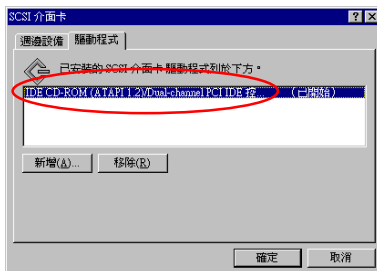 SCSI 介面卡
週邊設備 驅動程式
已安裝的 SCSI 介面卡 驅動程式列於下方。
IDE CD-ROM (ATAPI 1.2)/Dual-channel PCI IDE 控... (已開始)
新增(A)... 移除(R)
確定 取消